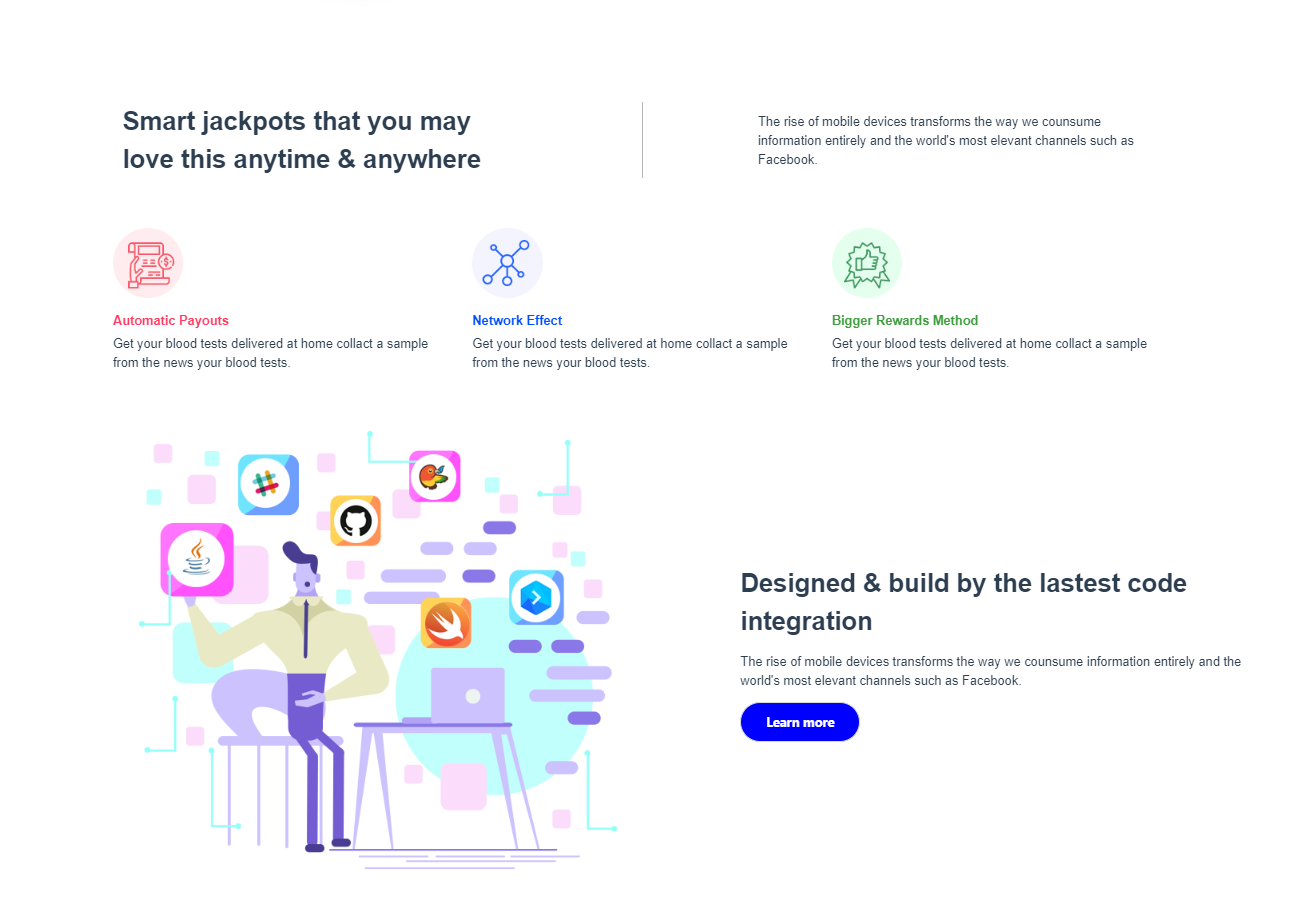 Smart jackpots that you may
love this anytime & anywhere
The rise of mobile devices transforms the way we counsume
information entirely and the world's most elevant channels such as
Facebook.
Automatic Payouts
Get your blood tests delivered at home collact a sample
from the news your blood tests.
Network Effect
Get your blood tests delivered at home collact a sample
from the news your blood tests.
Bigger Rewards Method
Get your blood tests delivered at home collact a sample
from the news your blood tests.
Designed & build by the lastest code
integration
The rise of mobile devices transforms the way we counsume information entirely and the
world's most elevant channels such as Facebook.
Learn more